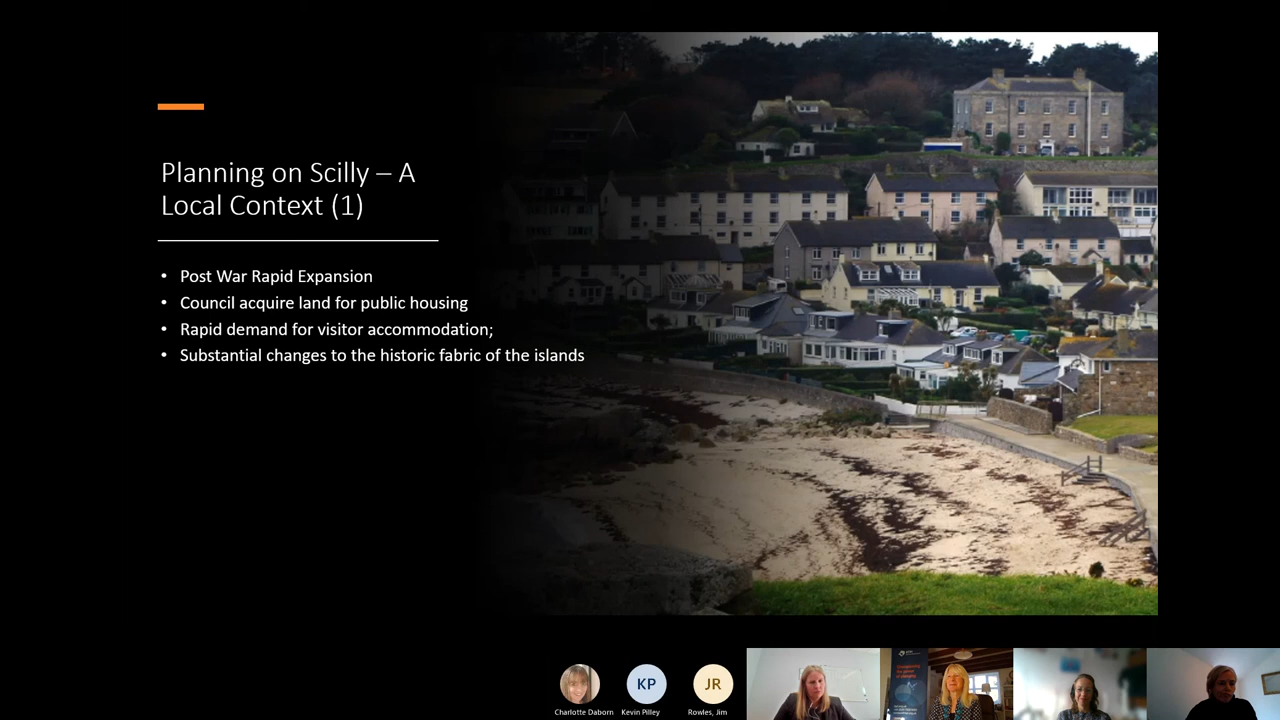 Planning on Scilly – A
Local Context (1)
• Post War Rapid Expansion
• Council acquire land for public housing
• Rapid demand for visitor accommodation;
• Substantial changes to the historic fabric of the islands
KP
JR
Charlotte Daborn
Kevin Pilley
Rowles, Jim